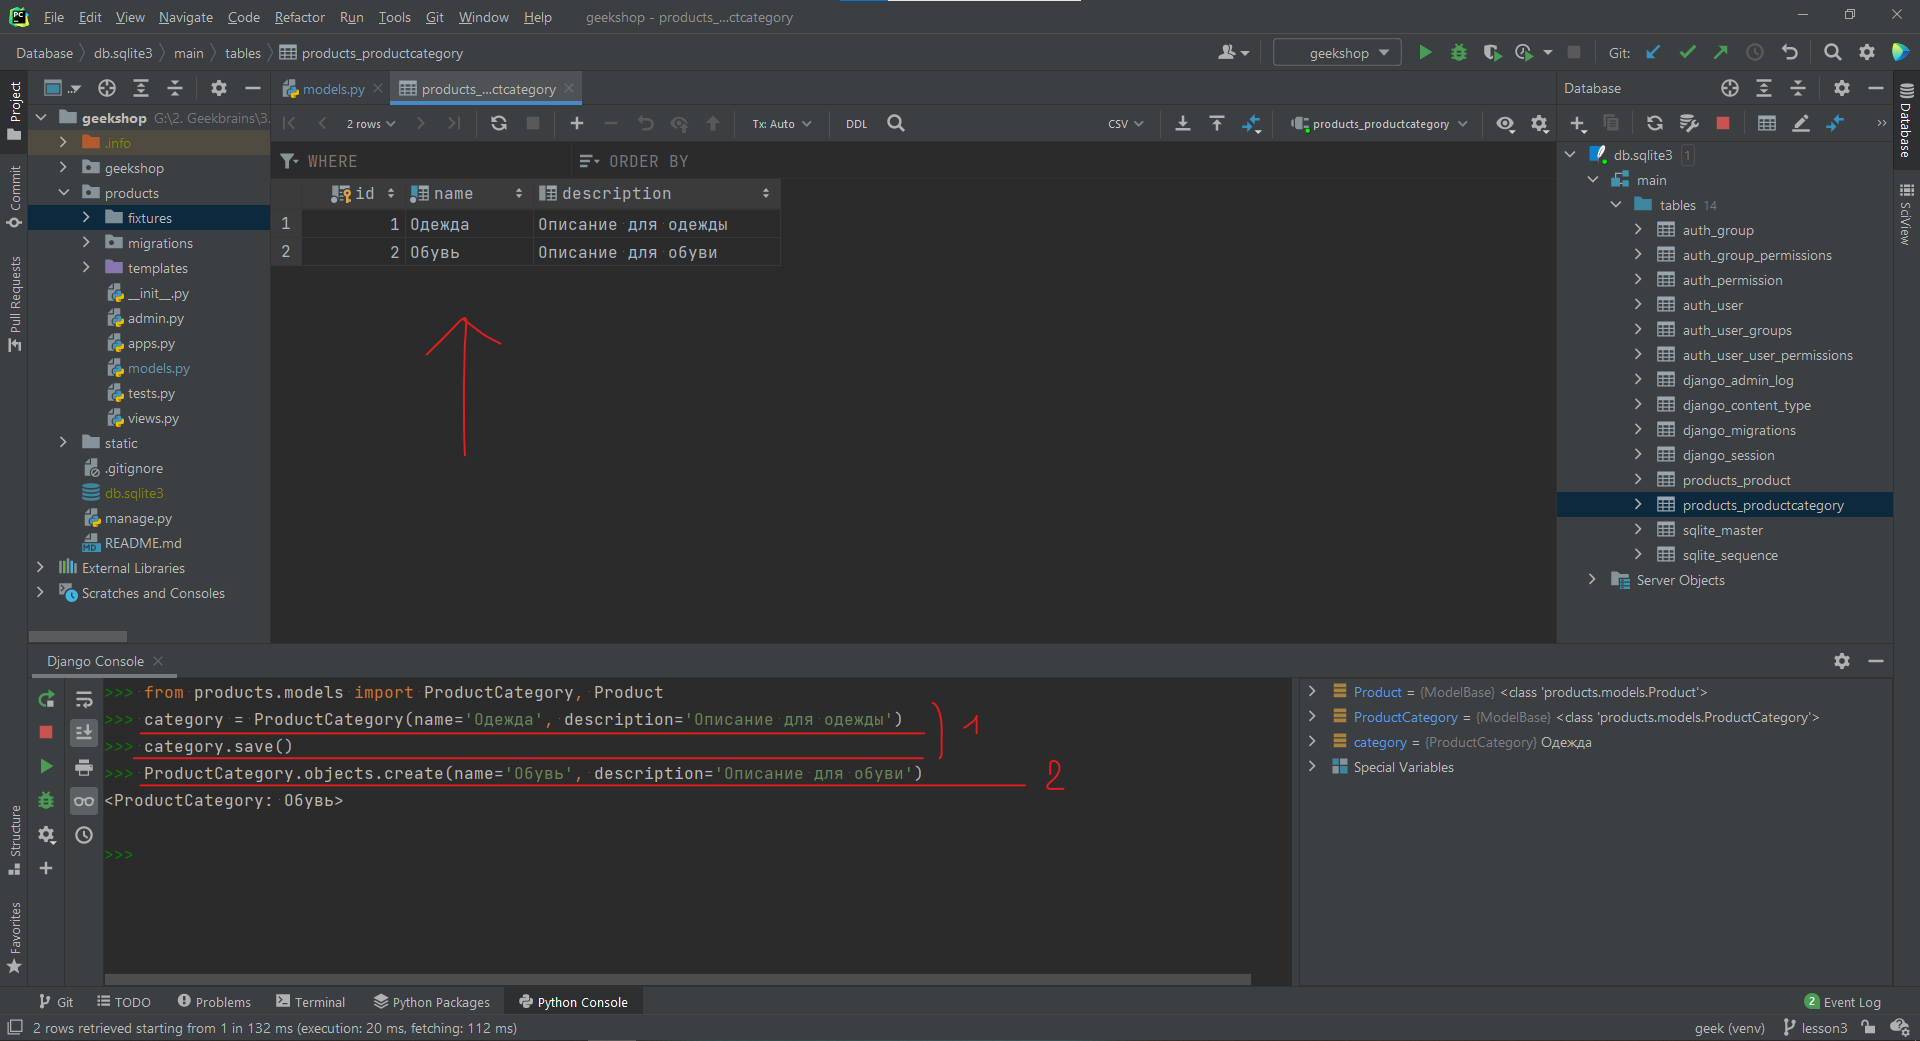 File Edit View Navigate Code Refactor Run Tools Git Window Help geekshop - products_...ctcategory
Database db.sqlite3 main tables products_productcategory geekshop Git:
models.py products_...ctcategory
Database
2 rows Tx: Auto DDL CSV products_productcategory
WHERE ORDER BY
id name description
1 1 Одежда Описание для одежды
2 2 Обувь Описание для обуви
Project
Commit
Pull Requests
Structure
Favorites
geekshop G:\2. Geekbrains\3.
.info
geekshop
products
fixtures
migrations
templates
__init__.py
admin.py
apps.py
models.py
tests.py
views.py
static
.gitignore
db.sqlite3
manage.py
README.md
External Libraries
Scratches and Consoles
db.sqlite3 1
main
tables 14
auth_group
auth_group_permissions
auth_permission
auth_user
auth_user_groups
auth_user_user_permissions
django_admin_log
django_content_type
django_migrations
django_session
products_product
products_productcategory
sqlite_master
sqlite_sequence
Server Objects
Database
SciView
Django Console
>>> from products.models import ProductCategory, Product
>>> category = ProductCategory(name='Одежда', description='Описание для одежды')
1
>>> category.save()
>>> ProductCategory.objects.create(name='Обувь', description='Описание для обуви')
2
<ProductCategory: Обувь>
>>>
Product = {ModelBase} <class 'products.models.Product'>
ProductCategory = {ModelBase} <class 'products.models.ProductCategory'>
category = {ProductCategory} Одежда
Special Variables
Git TODO Problems Terminal Python Packages Python Console 2 Event Log
2 rows retrieved starting from 1 in 132 ms (execution: 20 ms, fetching: 112 ms) geek (venv) lesson3